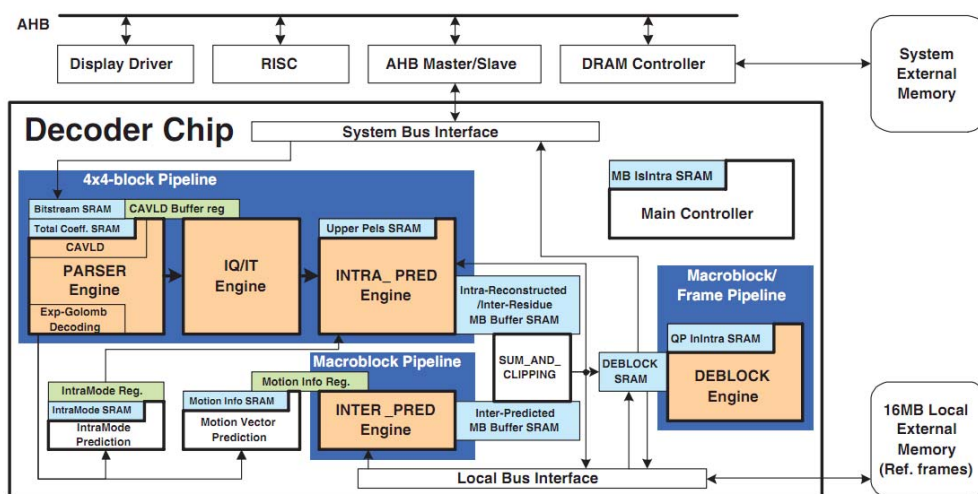 AHB
Display Driver
RISC
AHB Master/Slave
DRAM Controller
System
External
Memory
Decoder Chip
System Bus Interface
4x4-block Pipeline
Bitstream SRAM
CAVLD Buffer reg
Total Coeff. SRAM
CAVLD
PARSER
Engine
Exp-Golomb
Decoding
IQ/IT
Engine
Upper Pels SRAM
INTRA_ PRED
Engine
Intra-Reconstructed
/Inter-Residue
MB Buffer SRAM
MB IsIntra SRAM
Main Controller
Macroblock/
Frame Pipeline
QP InIntra SRAM
DEBLOCK
Engine
DEBLOCK
SRAM
SUM_AND_
CLIPPING
Macroblock Pipeline
IntraMode Reg.
IntraMode SRAM
IntraMode
Prediction
Motion Info Reg.
Motion Info SRAM
Motion Vector
Prediction
INTER _PRED
Engine
Inter-Predicted
MB Buffer SRAM
Local Bus Interface
16MB Local
External
Memory
(Ref. frames)